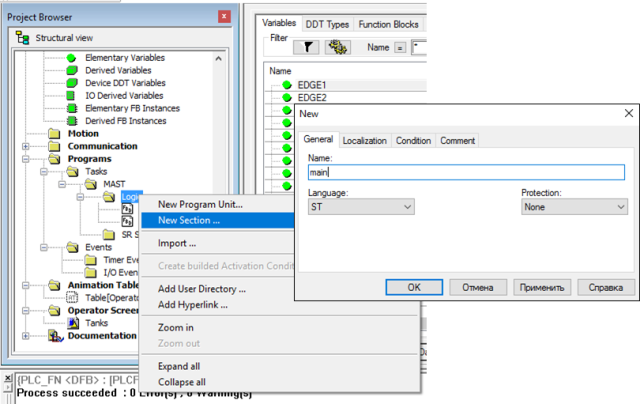 Project Browser
Structural view
Elementary Variables
Derived Variables
Device DDT Variables
IO Derived Variables
Elementary FB Instances
Derived FB Instances
Motion
Communication
Programs
Tasks
MAST
Logic
SR S
Events
Timer Eve
I/O Even
Animation Table
Table[Operator
Operator Screen
Tanks
Documentation
New Program Unit...
New Section ...
Import ...
Create builded Activation Condit
Add User Directory ...
Add Hyperlink ...
Zoom in
Zoom out
Expand all
Collapse all
Variables
DDT Types
Function Blocks
Filter
Name
=
*
Name
EDGE1
EDGE2
New
General
Localization
Condition
Comment
Name:
main
Language:
Protection:
ST
None
OK
Отмена
Применить
Справка
{PLC_FN <DFB> : [PLCF
Process succeeded : 0 Error(s) , 0 Warning(s)